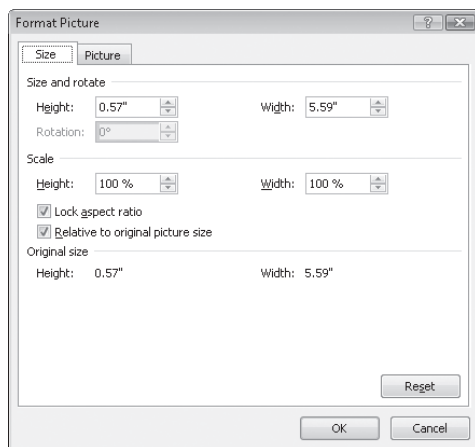 Format Picture
Size Picture
Size and rotate
Height: 0.57" Width: 5.59"
Rotation: 0°
Scale
Height: 100 % Width: 100 %
Lock aspect ratio
Relative to original picture size
Original size
Height: 0.57" Width: 5.59"
Reset
OK Cancel